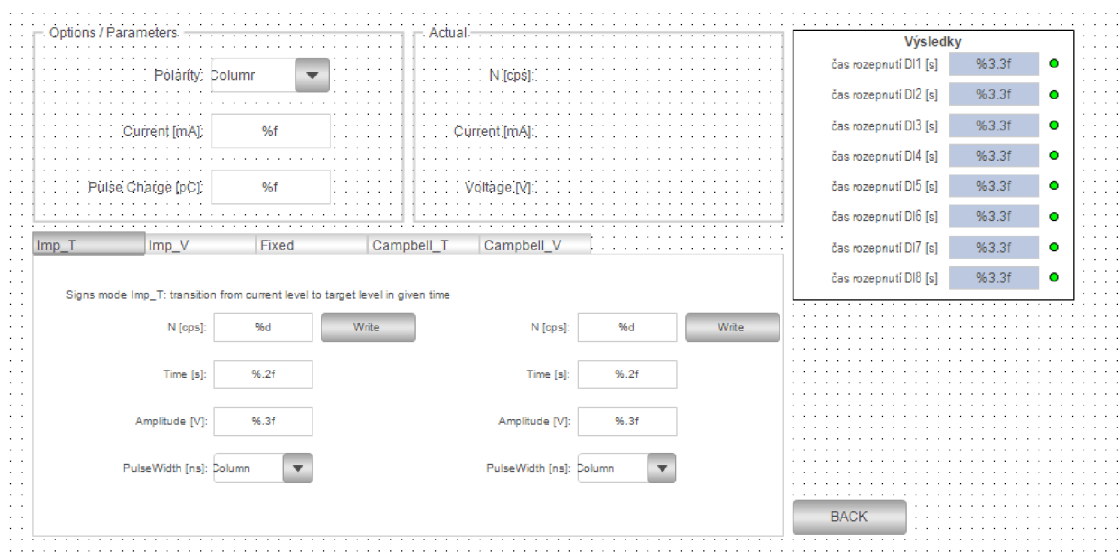 Options / Parameters
Polarity: Column
Current [mA]: %f
Pulse Charge [pC]: %f
Actual
N [cps]:
Current [mA]:
Voltage [V]:
Výsledky
čas rozepnutí DI1 [s] %3.3f
čas rozepnutí DI2 [s] %3.3f
čas rozepnutí DI3 [s] %3.3f
čas rozepnutí DI4 [s] %3.3f
čas rozepnutí DI5 [s] %3.3f
čas rozepnutí DI6 [s] %3.3f
čas rozepnutí DI7 [s] %3.3f
čas rozepnutí DI8 [s] %3.3f
Imp_T Imp_V Fixed Campbell_T Campbell_V
Signs mode Imp_T: transition from current level to target level in given time
N [cps]: %d Write
Time [s]: %.2f
Amplitude [V]: %.3f
PulseWidth [ns]: Column
N [cps]: %d Write
Time [s]: %.2f
Amplitude [V]: %.3f
PulseWidth [ns]: Column
BACK